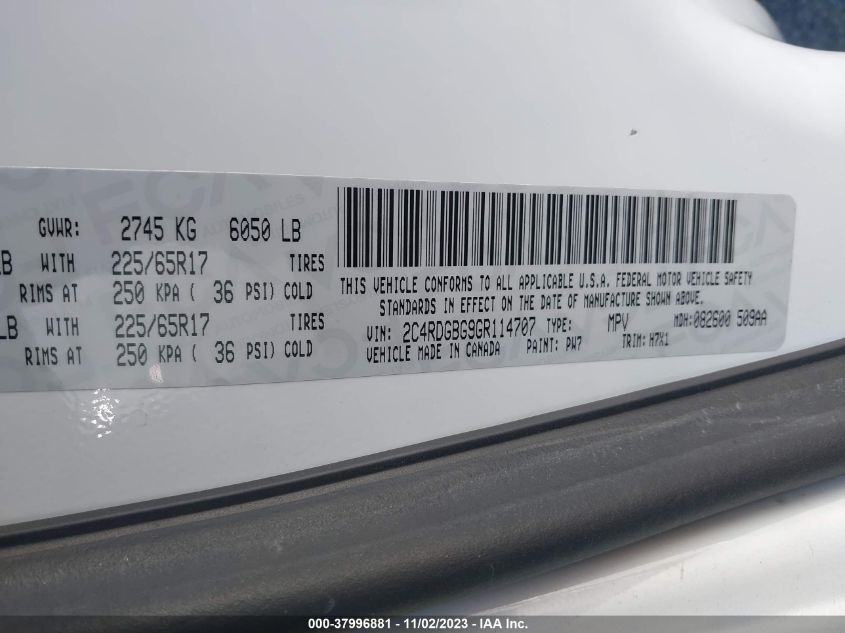 GVWR: 2745 KG 6050 LB
LB WITH 225/65R17 TIRES
RIMS AT 250 KPA ( 36 PSI) COLD
LB WITH 225/65R17 TIRES
RIMS AT 250 KPA ( 36 PSI) COLD
THIS VEHICLE CONFORMS TO ALL APPLICABLE U.S.A. FEDERAL MOTOR VEHICLE SAFETY
STANDARDS IN EFFECT ON THE DATE OF MANUFACTURE SHOWN ABOVE.
VIN: 2C4RDGBG9GR114707 TYPE: MPV MDH: 082600 509AA
VEHICLE MADE IN CANADA PAINT: PW7 TRIM: H7X1
000-37996881 - 11/02/2023 - IAA Inc.